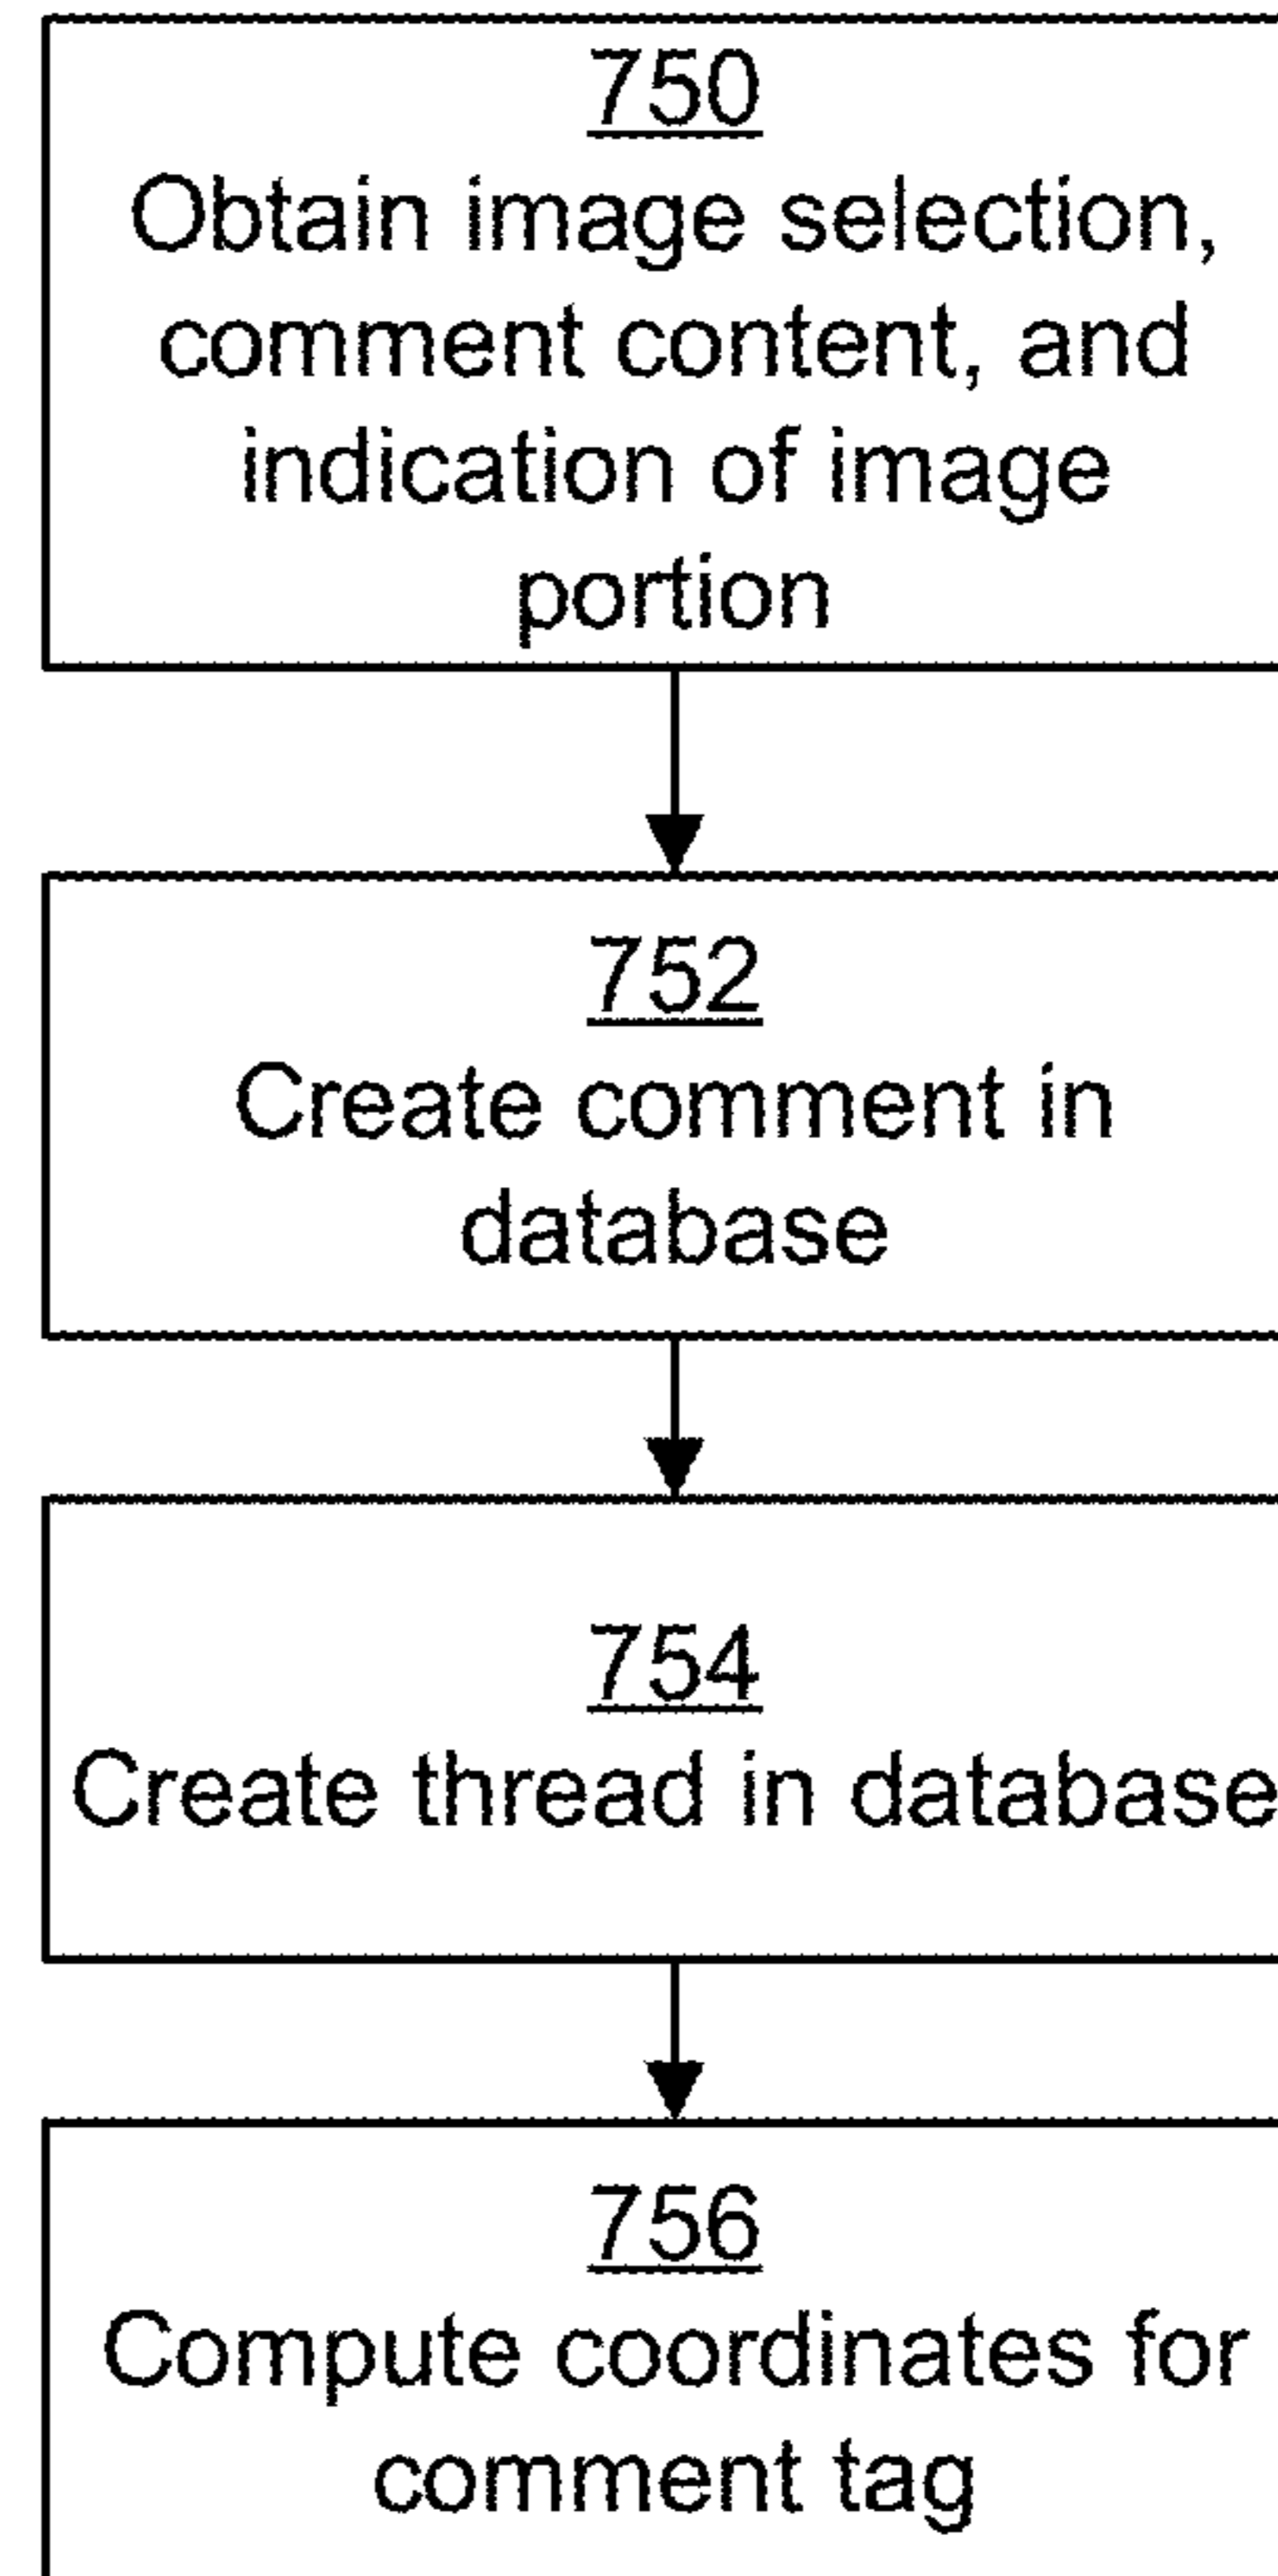 750
Obtain image selection,
comment content, and
indication of image
portion
752
Create comment in
database
754
Create thread in database
756
Compute coordinates for
comment tag